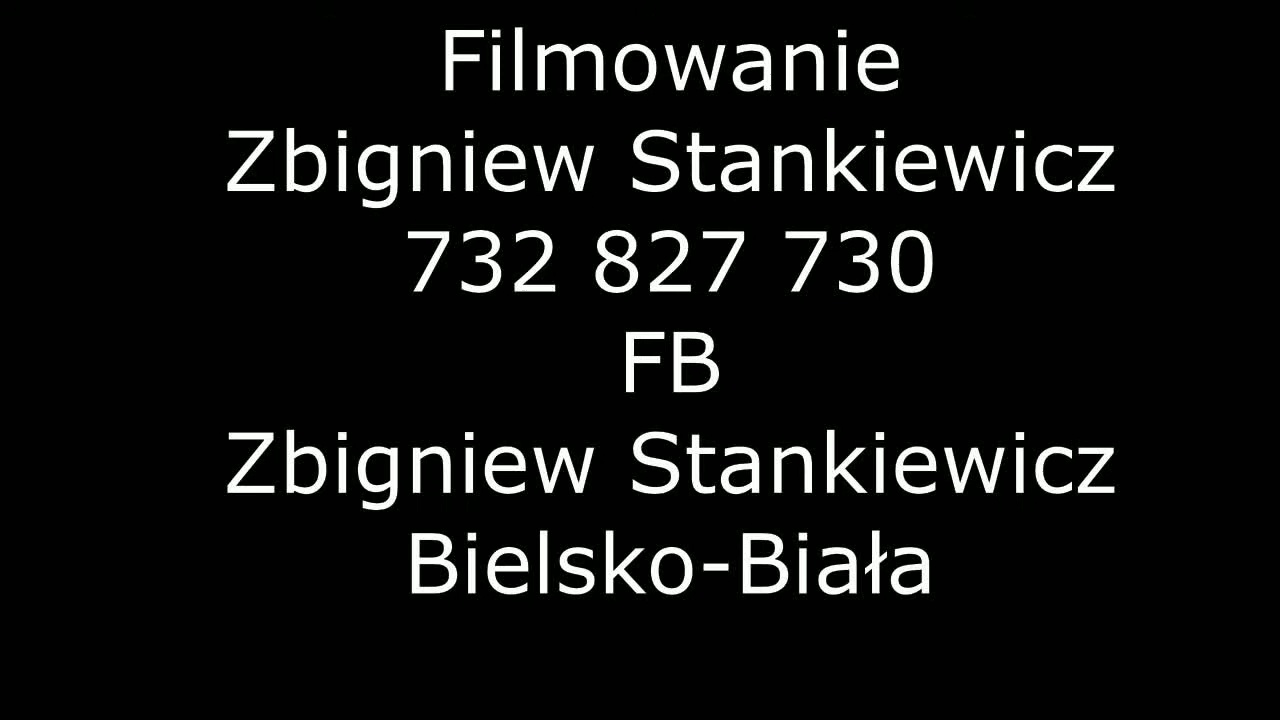 Filmowanie
Zbigniew Stankiewicz
732 827 730
FB
Zbigniew Stankiewicz
Bielsko-Biała